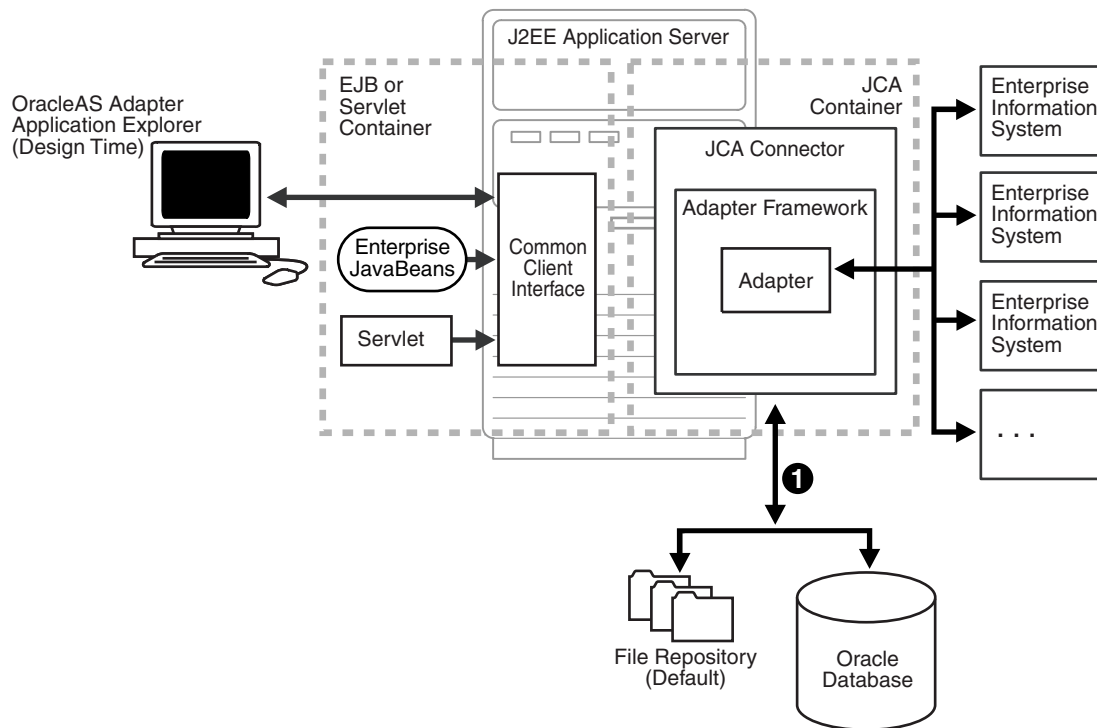 J2EE Application Server
OracleAS Adapter
Application Explorer
(Design Time)
EJB or
Servlet
Container
JCA
Container
JCA Connector
Adapter Framework
Adapter
Enterprise
JavaBeans
Servlet
Common
Client
Interface
Enterprise
Information
System
Enterprise
Information
System
Enterprise
Information
System
. . .
1
File Repository
(Default)
Oracle
Database